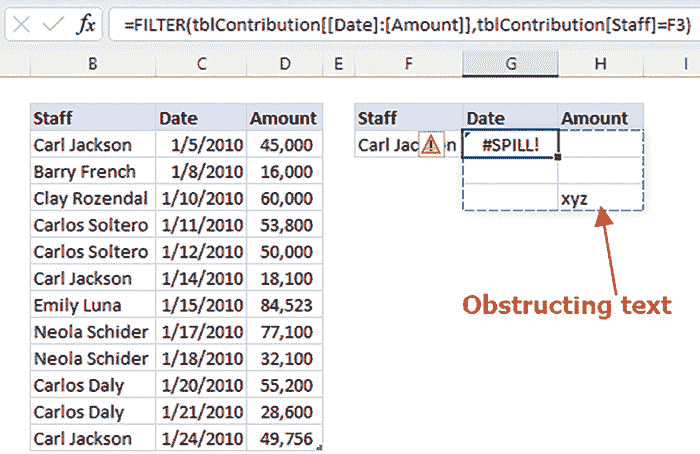 fx =FILTER(tblContribution[[Date]:[Amount]],tblContribution[Staff]=F3)
B C D E F G H I
Staff Date Amount Staff Date Amount
Carl Jackson 1/5/2010 45,000 Carl Jac n #SPILL!
Barry French 1/8/2010 16,000
Clay Rozendal 1/10/2010 60,000 xyz
Carlos Soltero 1/11/2010 53,800
Carlos Soltero 1/12/2010 50,000
Carl Jackson 1/14/2010 18,100
Emily Luna 1/15/2010 84,523
Obstructing text
Neola Schider 1/17/2010 77,100
Neola Schider 1/18/2010 32,100
Carlos Daly 1/20/2010 55,200
Carlos Daly 1/21/2010 28,600
Carl Jackson 1/24/2010 49,756